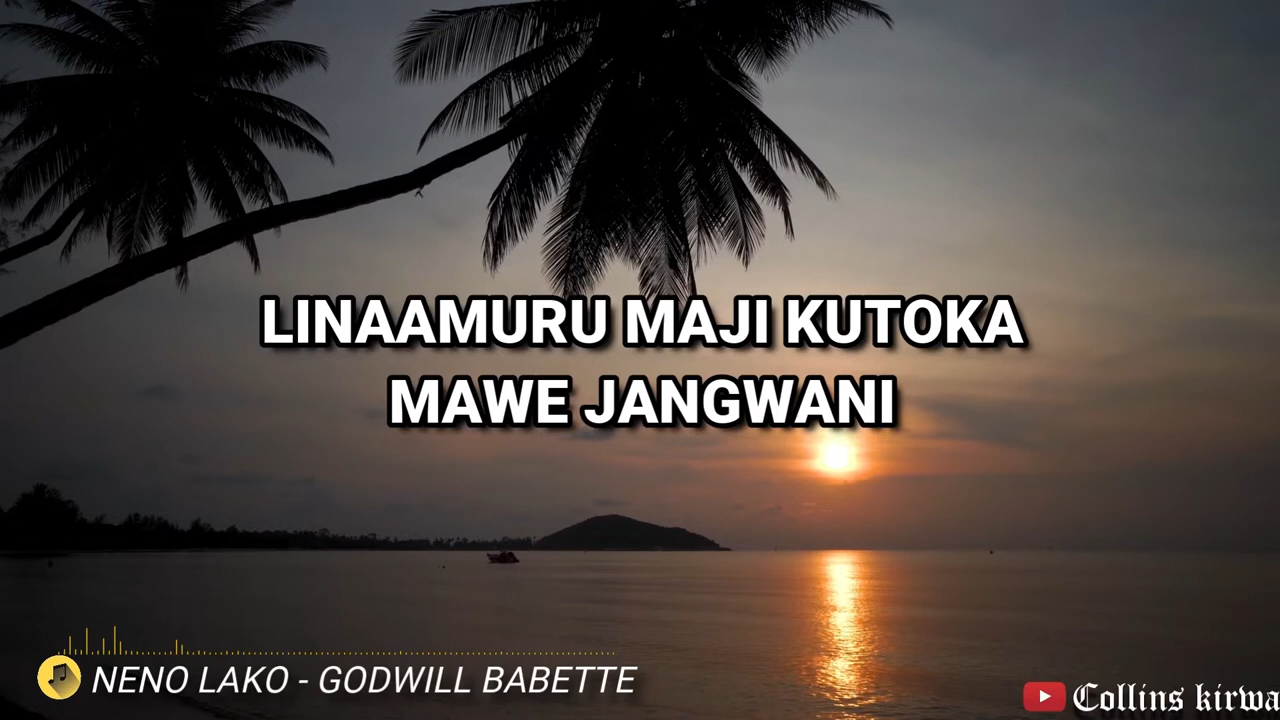 LINAAMURU MAJI KUTOKA
MAWE JANGWANI
NENO LAKO - GODWILL BABETTE
Collins kirwa